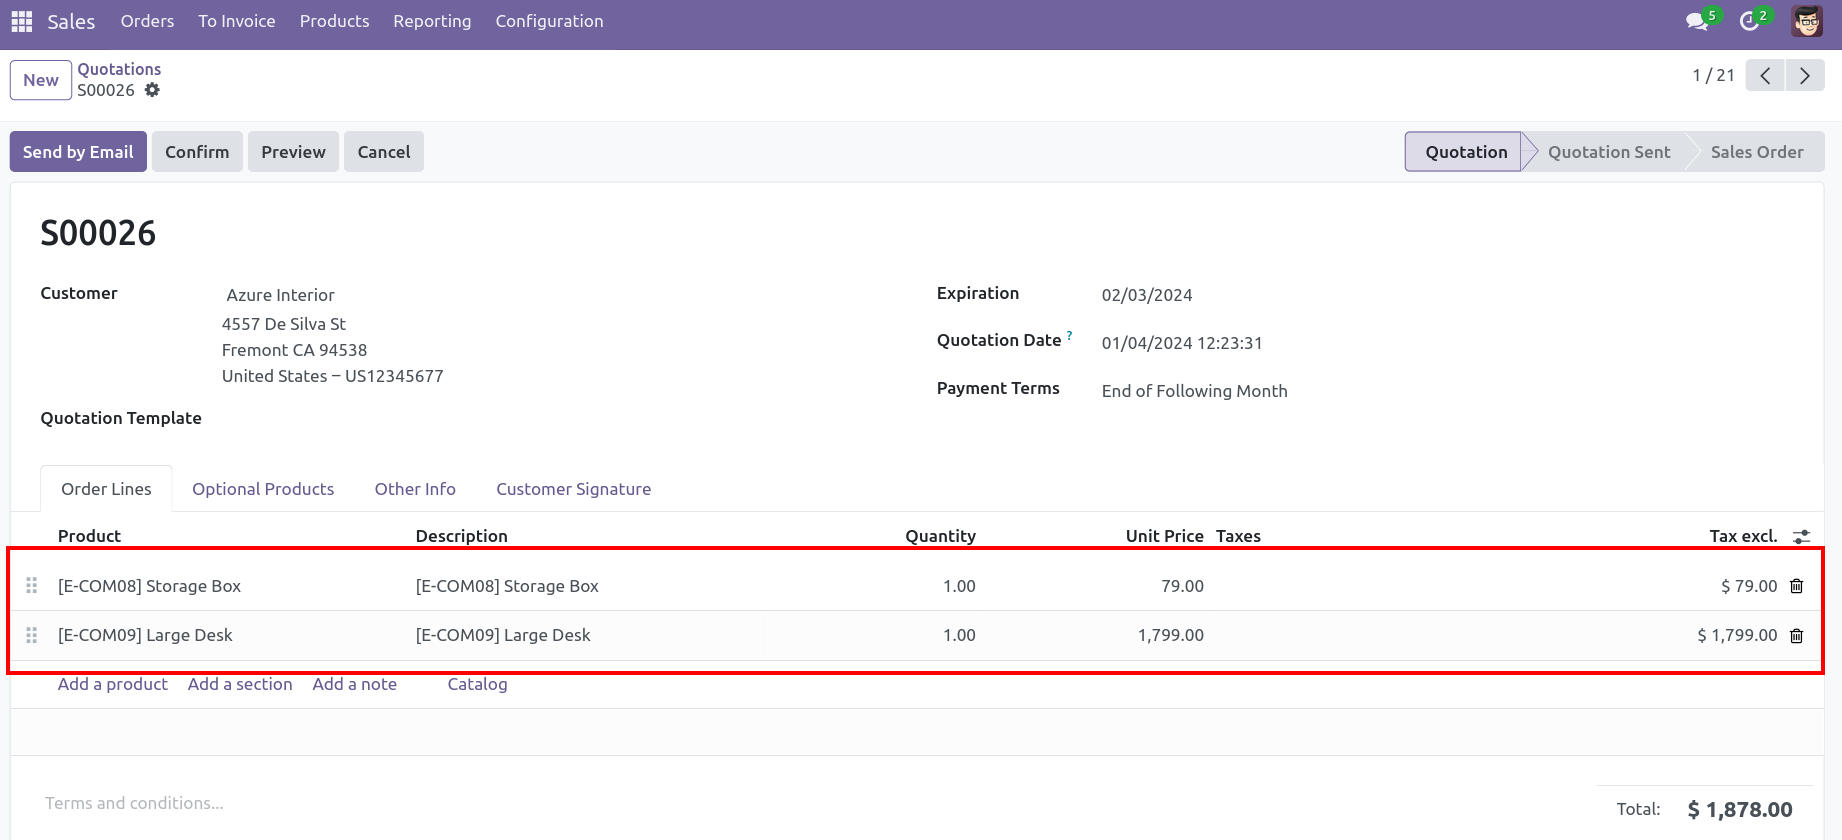 Sales Orders To Invoice Products Reporting Configuration 5 2
New Quotations
S00026
1 / 21
Send by Email Confirm Preview Cancel Quotation Quotation Sent Sales Order
S00026
Customer Azure Interior
4557 De Silva St
Fremont CA 94538
United States – US12345677
Quotation Template
Expiration 02/03/2024
Quotation Date ? 01/04/2024 12:23:31
Payment Terms End of Following Month
Order Lines Optional Products Other Info Customer Signature
Product Description Quantity Unit Price Taxes Tax excl.
[E-COM08] Storage Box [E-COM08] Storage Box 1.00 79.00 $ 79.00
[E-COM09] Large Desk [E-COM09] Large Desk 1.00 1,799.00 $ 1,799.00
Add a product Add a section Add a note Catalog
Terms and conditions...
Total: $ 1,878.00